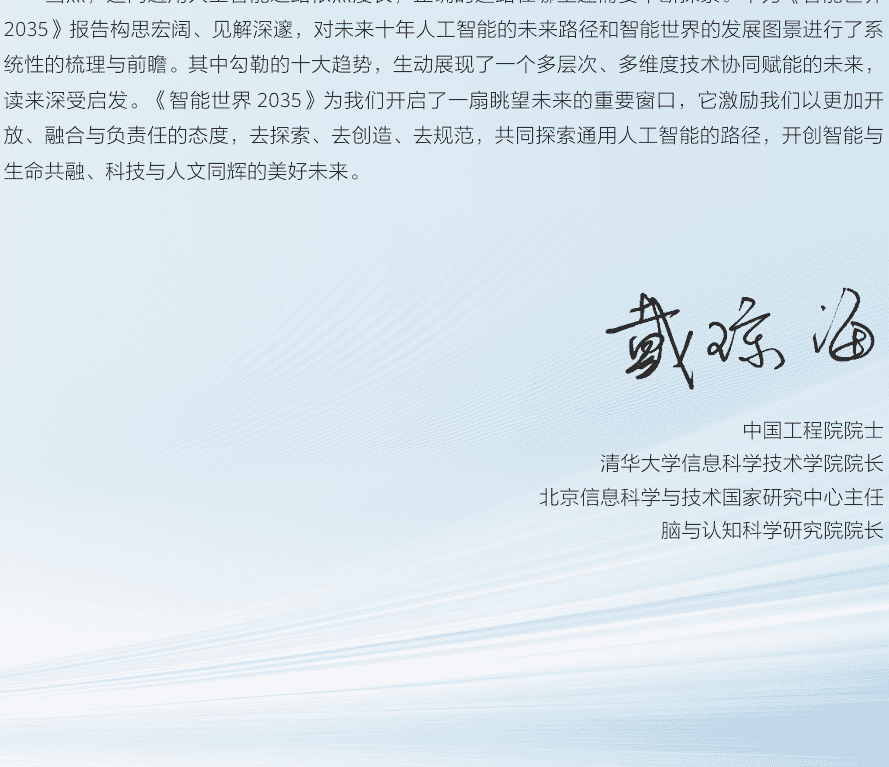 2035》报告构思宏阔、见解深邃，对未来十年人工智能的未来路径和智能世界的发展图景进行了系
统性的梳理与前瞻。其中勾勒的十大趋势，生动展现了一个多层次、多维度技术协同赋能的未来，
读来深受启发。《智能世界 2035》为我们开启了一扇眺望未来的重要窗口，它激励我们以更加开
放、融合与负责任的态度，去探索、去创造、去规范，共同探索通用人工智能的路径，开创智能与
生命共融、科技与人文同辉的美好未来。
戴琼海
中国工程院院士
清华大学信息科学技术学院院长
北京信息科学与技术国家研究中心主任
脑与认知科学研究院院长